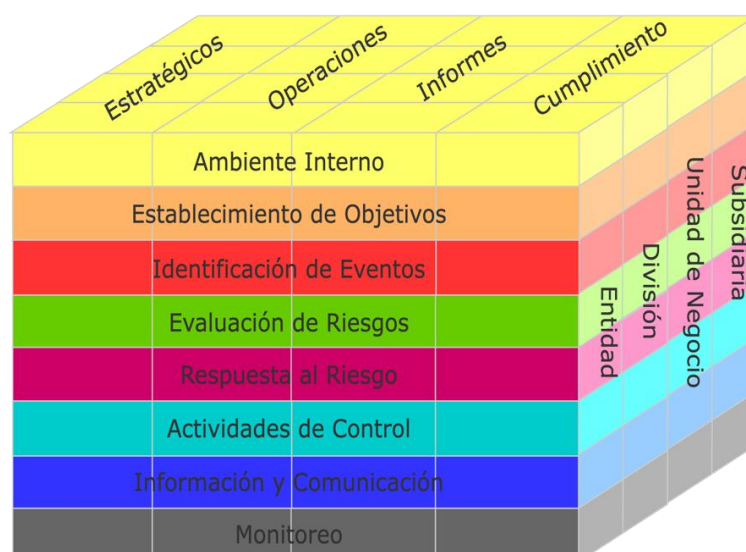 Estratégicos
Operaciones
Informes
Cumplimiento
Ambiente Interno
Establecimiento de Objetivos
Identificación de Eventos
Evaluación de Riesgos
Respuesta al Riesgo
Actividades de Control
Información y Comunicación
Monitoreo
Entidad
División
Unidad de Negocio
Subsidiaria